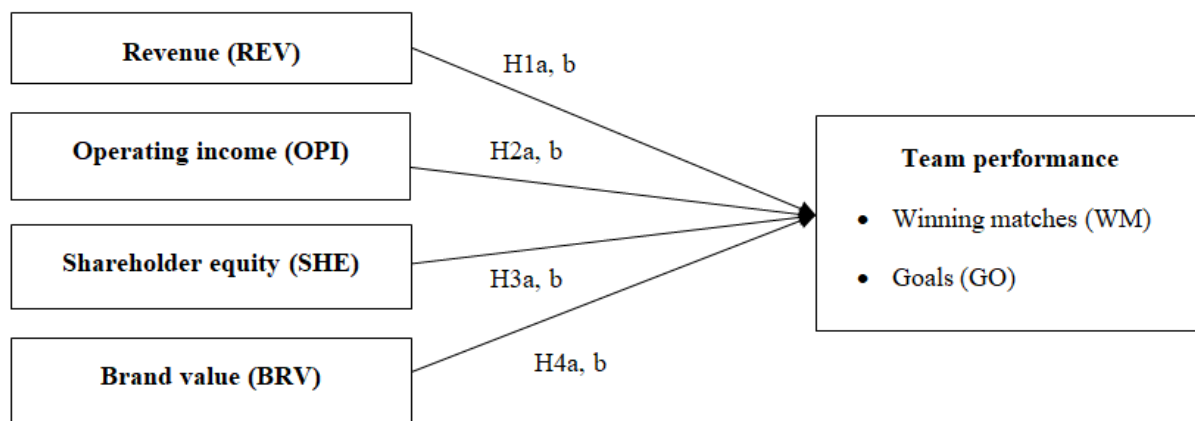 Revenue (REV)
H1a, b
Operating income (OPI)
H2a, b
Shareholder equity (SHE)
H3a, b
Brand value (BRV)
H4a, b
Team performance
• Winning matches (WM)
• Goals (GO)